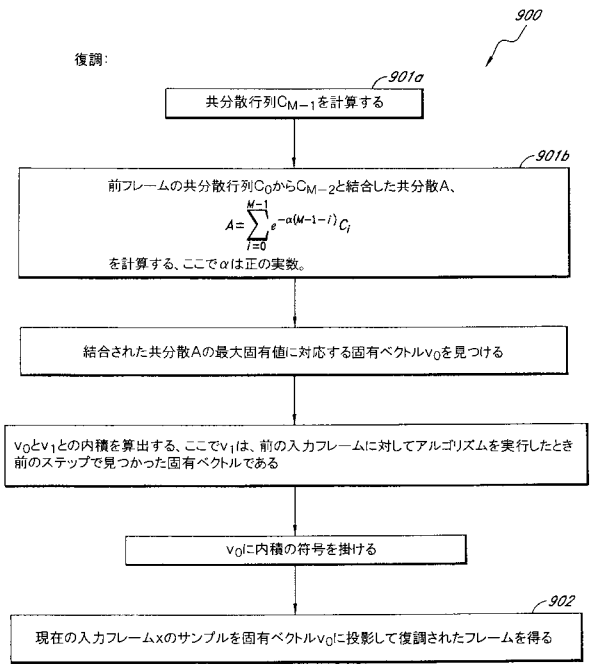 900
復調:
901a
共分散行列C_{M-1}を計算する
901b
前フレームの共分散行列C_0からC_{M-2}と結合した共分散A、
A=\sum_{i=0}^{M-1} e^{-α(M-1-i)} C_i
を計算する、ここでαは正の実数。
結合された共分散Aの最大固有値に対応する固有ベクトルv_0を見つける
v_0とv_1との内積を算出する、ここでv_1は、前の入力フレームに対してアルゴリズムを実行したとき
前のステップで見つかった固有ベクトルである
v_0に内積の符号を掛ける
902
現在の入力フレームxのサンプルを固有ベクトルv_0に投影して復調されたフレームを得る